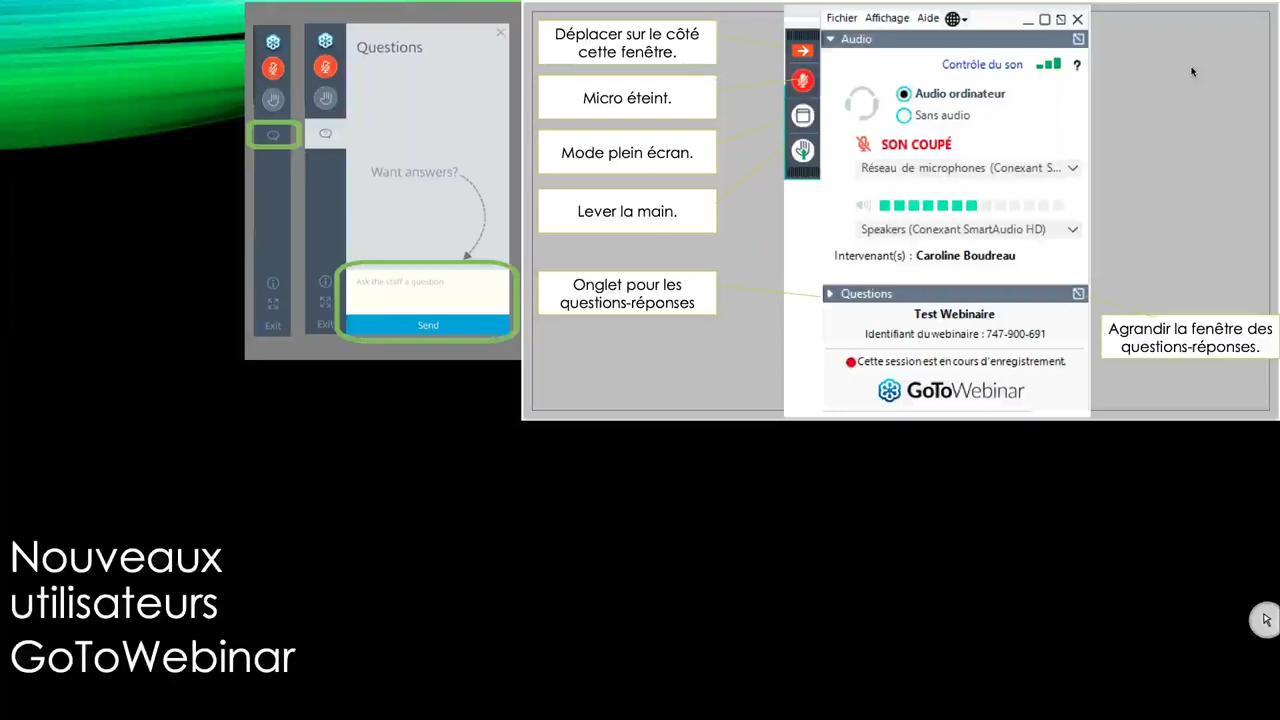 Questions
Want answers?
Ask the staff a question
Send
Exit
Exit
Déplacer sur le côté
cette fenêtre.
Micro éteint.
Mode plein écran.
Lever la main.
Onglet pour les
questions-réponses
Fichier Affichage Aide
Audio
Contrôle du son ?
Audio ordinateur
Sans audio
SON COUPÉ
Réseau de microphones (Conexant S...
Speakers (Conexant SmartAudio HD)
Intervenant(s) : Caroline Boudreau
Questions
Test Webinaire
Identifiant du webinaire : 747-900-691
Cette session est en cours d'enregistrement.
GoToWebinar
Agrandir la fenêtre des
questions-réponses.
Nouveaux
utilisateurs
GoToWebinar